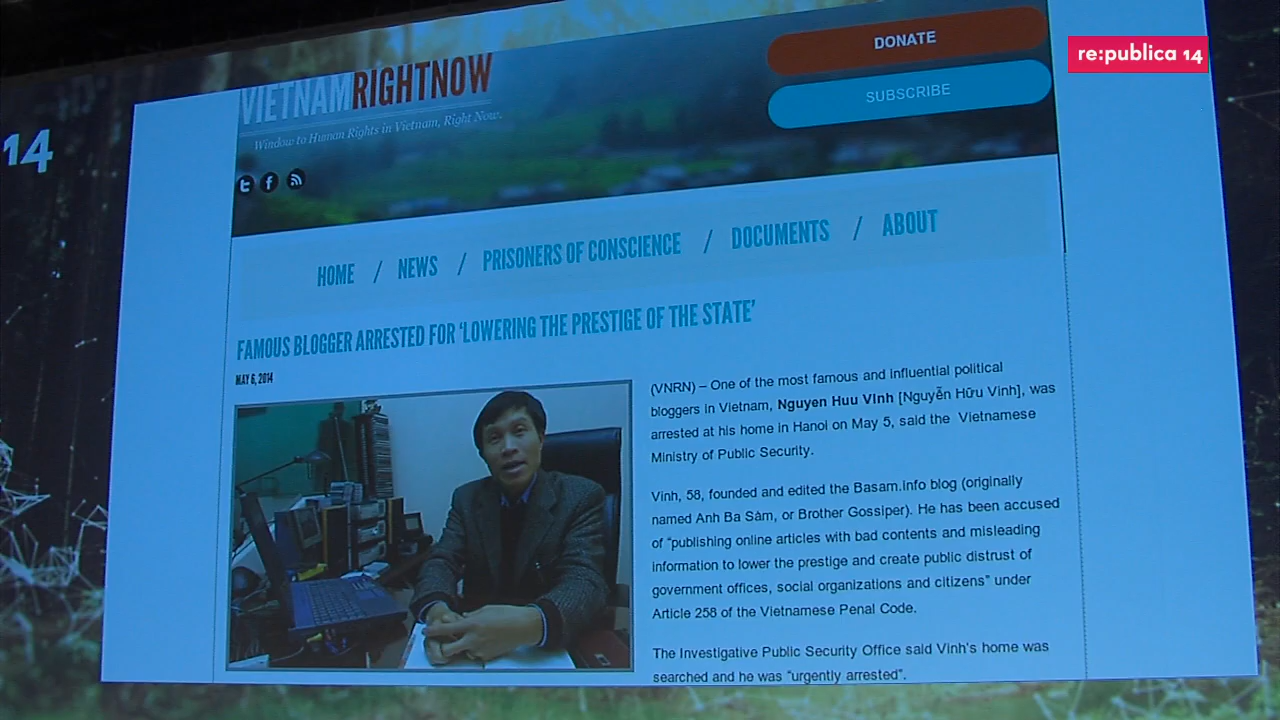 re:publica 14
14
DONATE
SUBSCRIBE
VIETNAMRIGHTNOW
Window to Human Rights in Vietnam, Right Now.
HOME / NEWS / PRISONERS OF CONSCIENCE / DOCUMENTS / ABOUT
FAMOUS BLOGGER ARRESTED FOR ‘LOWERING THE PRESTIGE OF THE STATE’
MAY 6, 2014
(VNRN) – One of the most famous and influential political
bloggers in Vietnam, Nguyen Huu Vinh [Nguyễn Hữu Vinh], was
arrested at his home in Hanoi on May 5, said the Vietnamese
Ministry of Public Security.
Vinh, 58, founded and edited the Basam.info blog (originally
named Anh Ba Sàm, or Brother Gossiper). He has been accused
of “publishing online articles with bad contents and misleading
information to lower the prestige and create public distrust of
government offices, social organizations and citizens” under
Article 258 of the Vietnamese Penal Code.
The Investigative Public Security Office said Vinh’s home was
searched and he was “urgently arrested”.